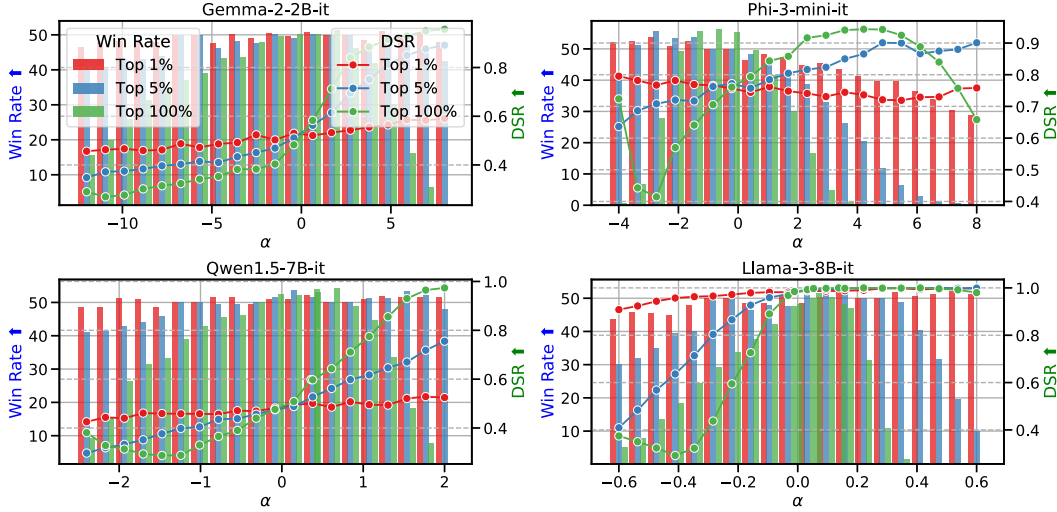 Gemma-2-2B-it
Win Rate ⬆
50
40
30
20
10
Win Rate
Top 1%
Top 5%
Top 100%
DSR
Top 1%
Top 5%
Top 100%
0.8
0.6
0.4
DSR ⬆
−10
−5
0
5
α
Phi-3-mini-it
Win Rate ⬆
50
40
30
20
10
0
0.9
0.8
0.7
0.6
0.5
0.4
DSR ⬆
−4
−2
0
2
4
6
8
α
Qwen1.5-7B-it
Win Rate ⬆
50
40
30
20
10
1.0
0.8
0.6
0.4
DSR ⬆
−2
−1
0
1
2
α
Llama-3-8B-it
Win Rate ⬆
50
40
30
20
10
1.0
0.8
0.6
0.4
DSR ⬆
−0.6
−0.4
−0.2
0.0
0.2
0.4
0.6
α